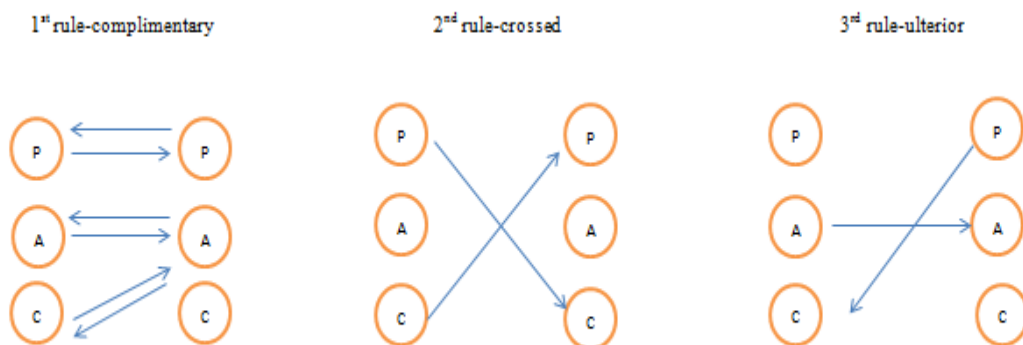 1st rule-complimentary
2nd rule-crossed
3rd rule-ulterior
P P
A A
C C
P P
A A
C C
P P
A A
C C